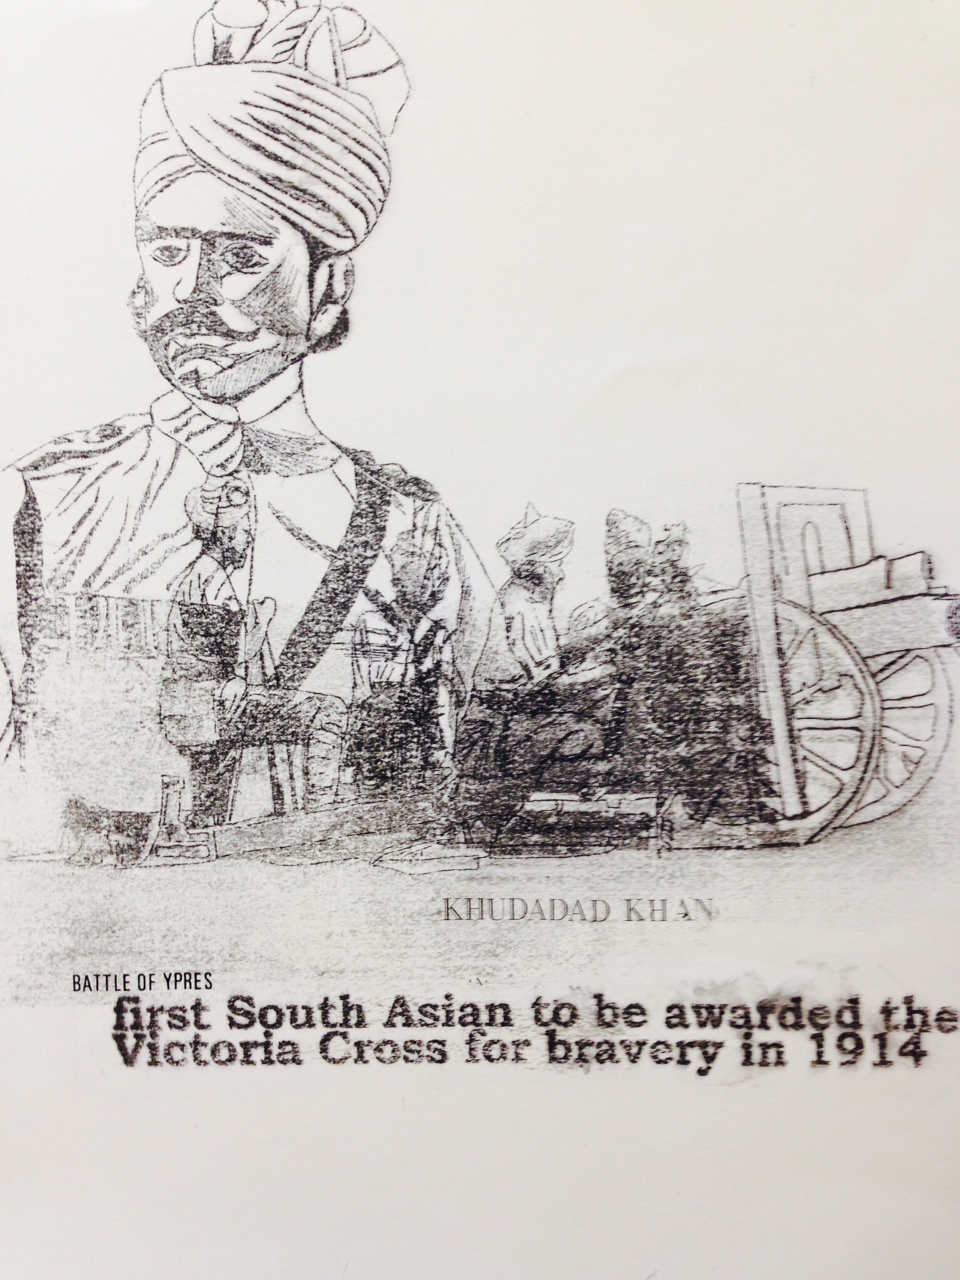 KHUDADAD KHAN
BATTLE OF YPRES
first South Asian to be awarded the
Victoria Cross for bravery in 1914